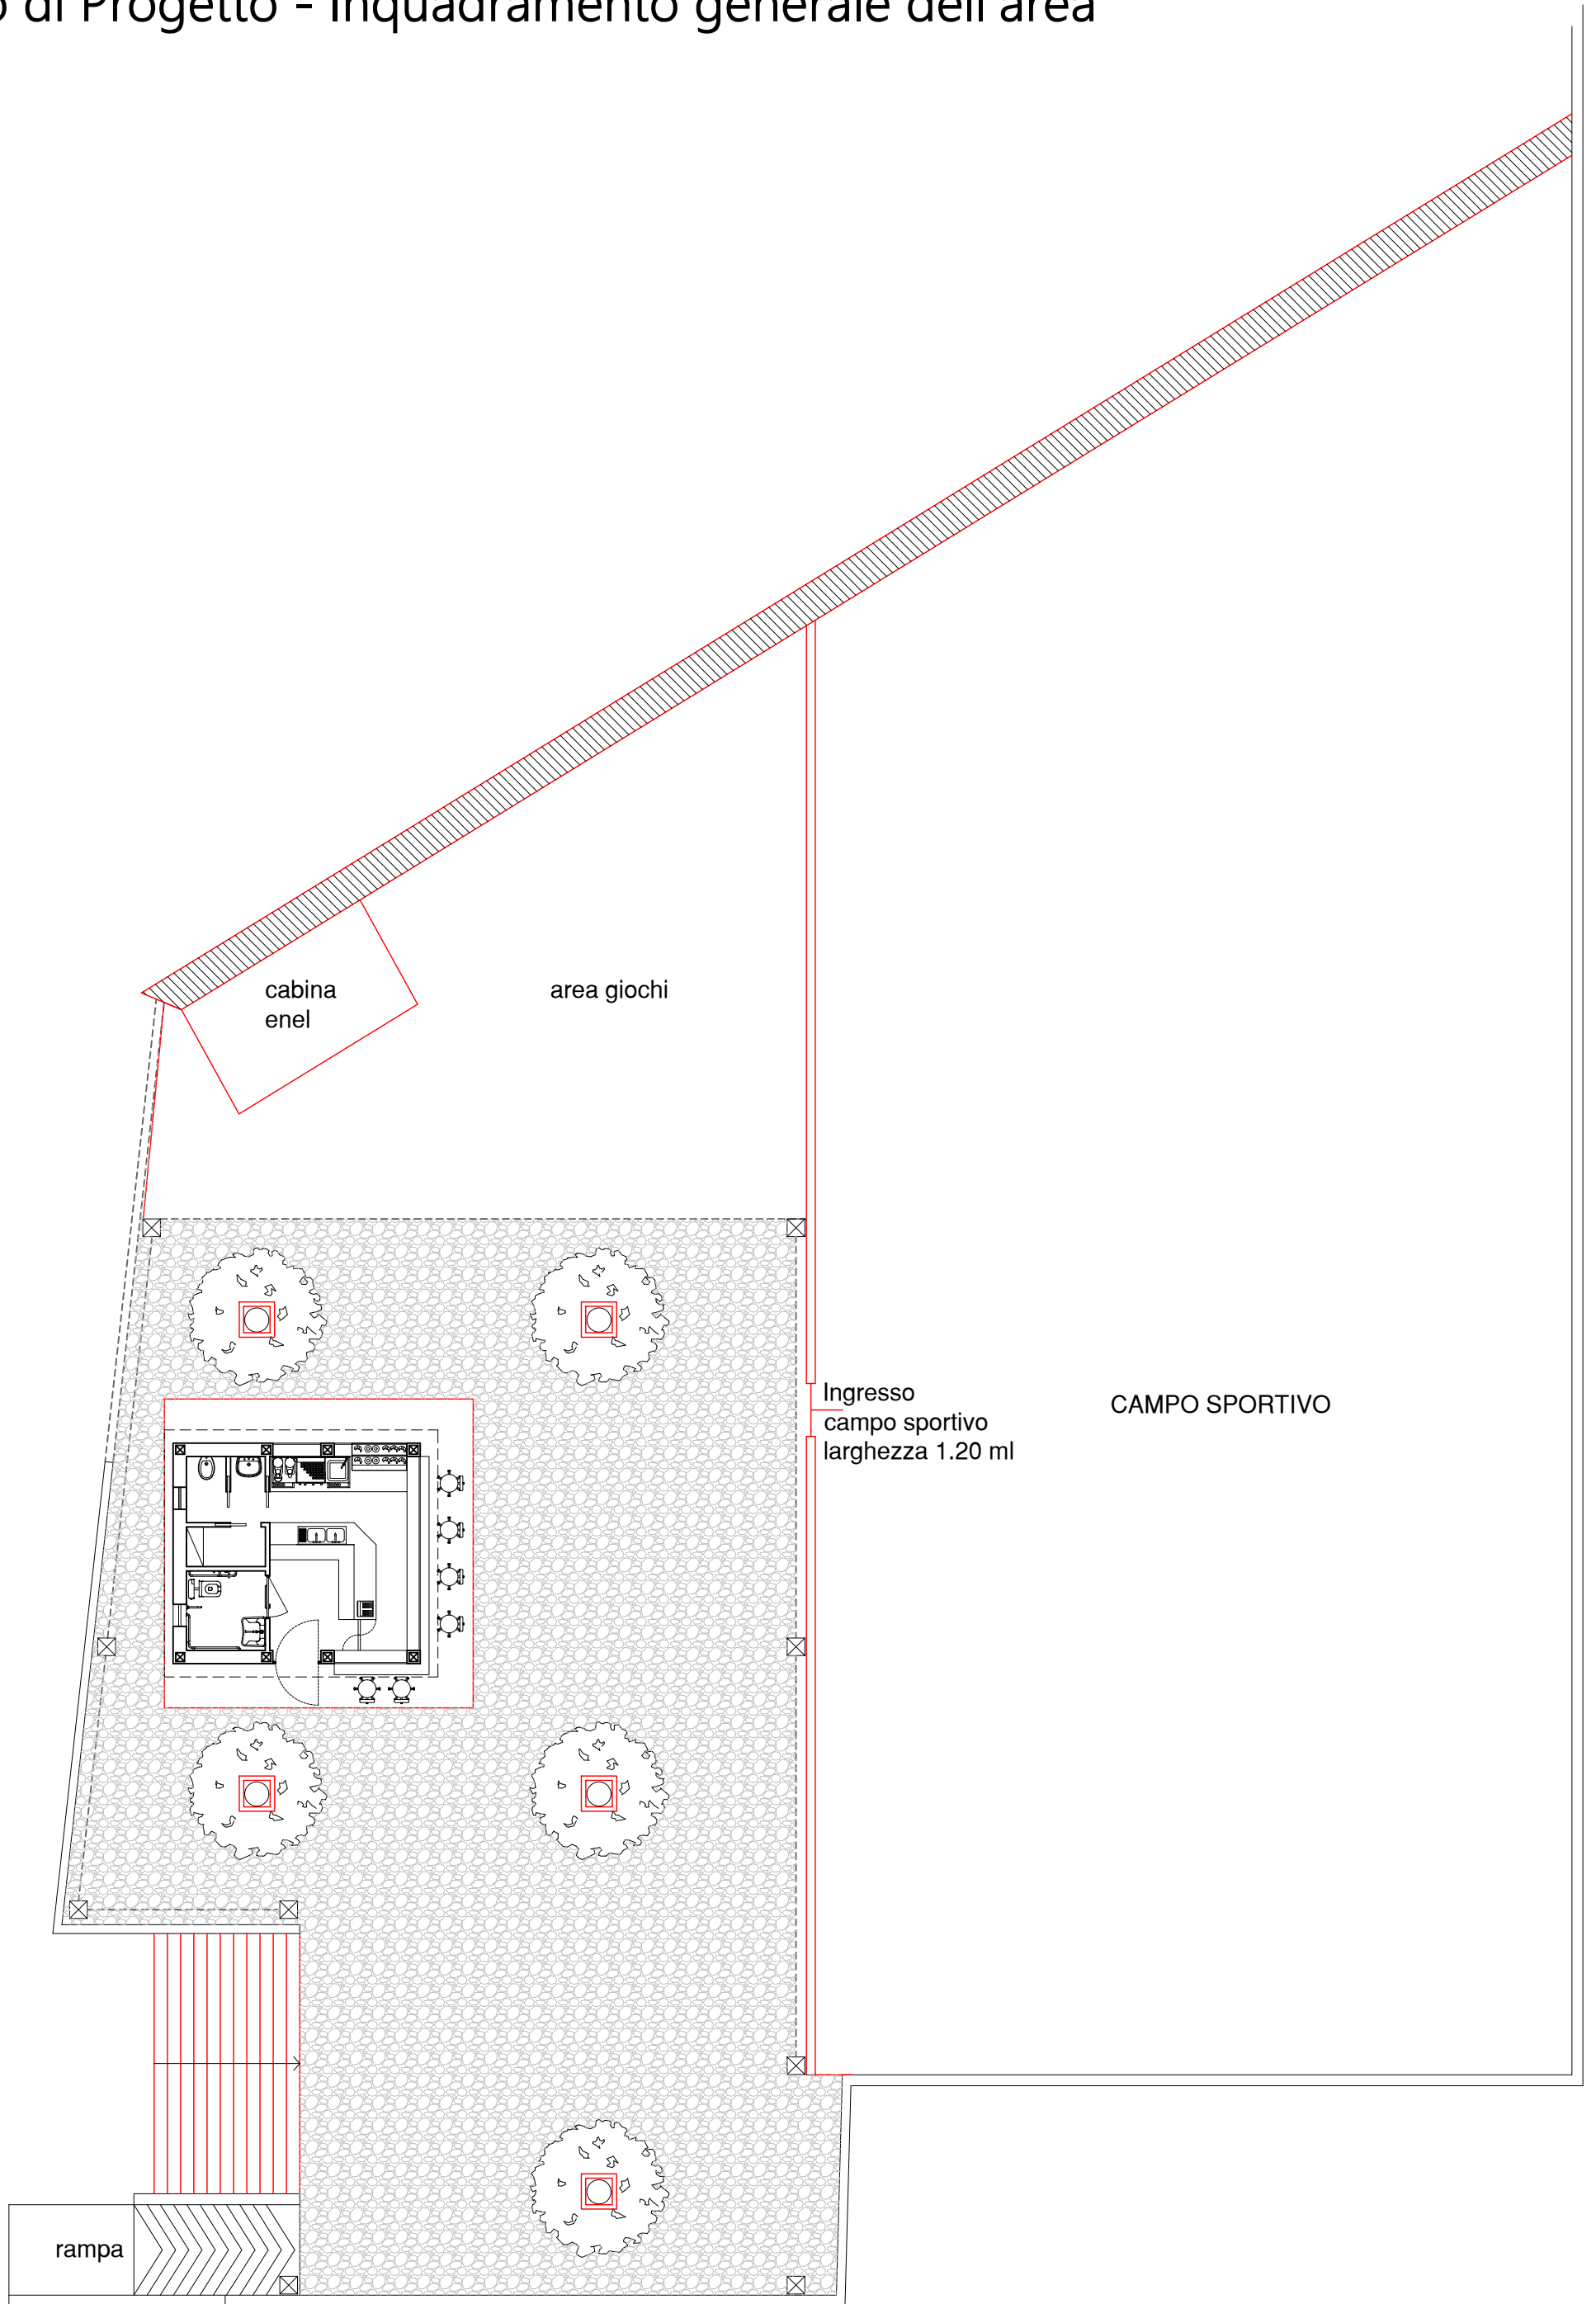 o di Progetto - Inquadramento generale dell'area
cabina
enel
area giochi
Ingresso
campo sportivo
larghezza 1.20 ml
CAMPO SPORTIVO
rampa